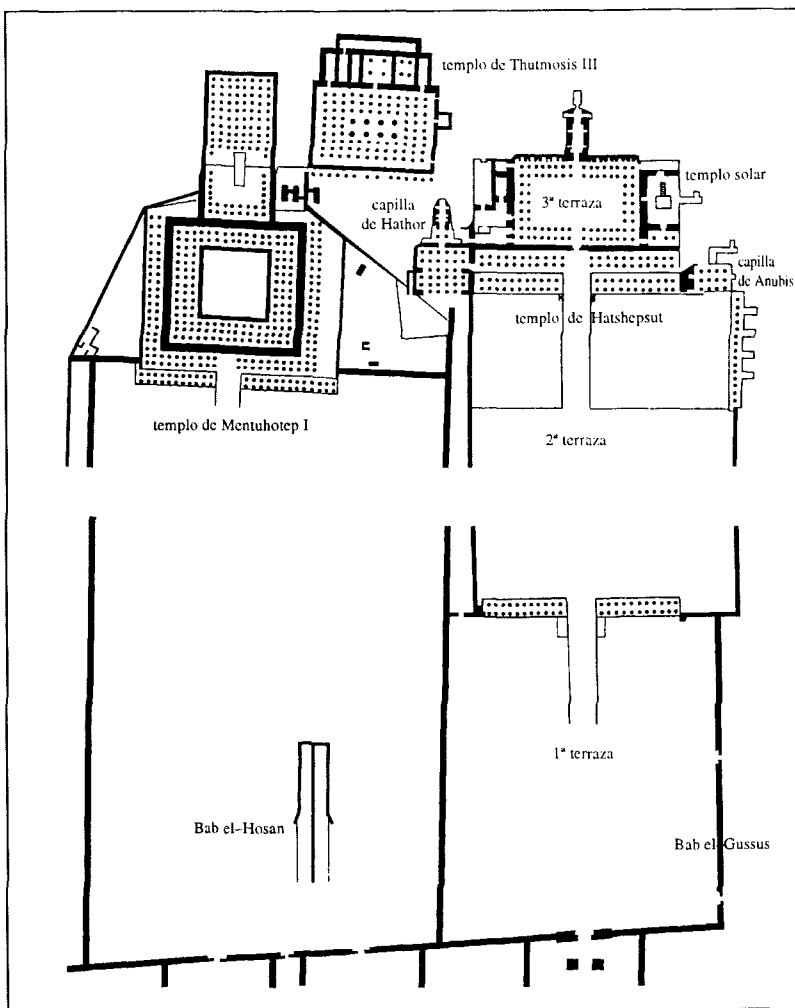 templo de Thutmosis III
templo solar
3ª terraza
capilla
de Hathor
capilla
de Anubis
templo de Hatshepsut
templo de Mentuhotep I
2ª terraza
1ª terraza
Bab el-Hosan
Bab el-Gussus